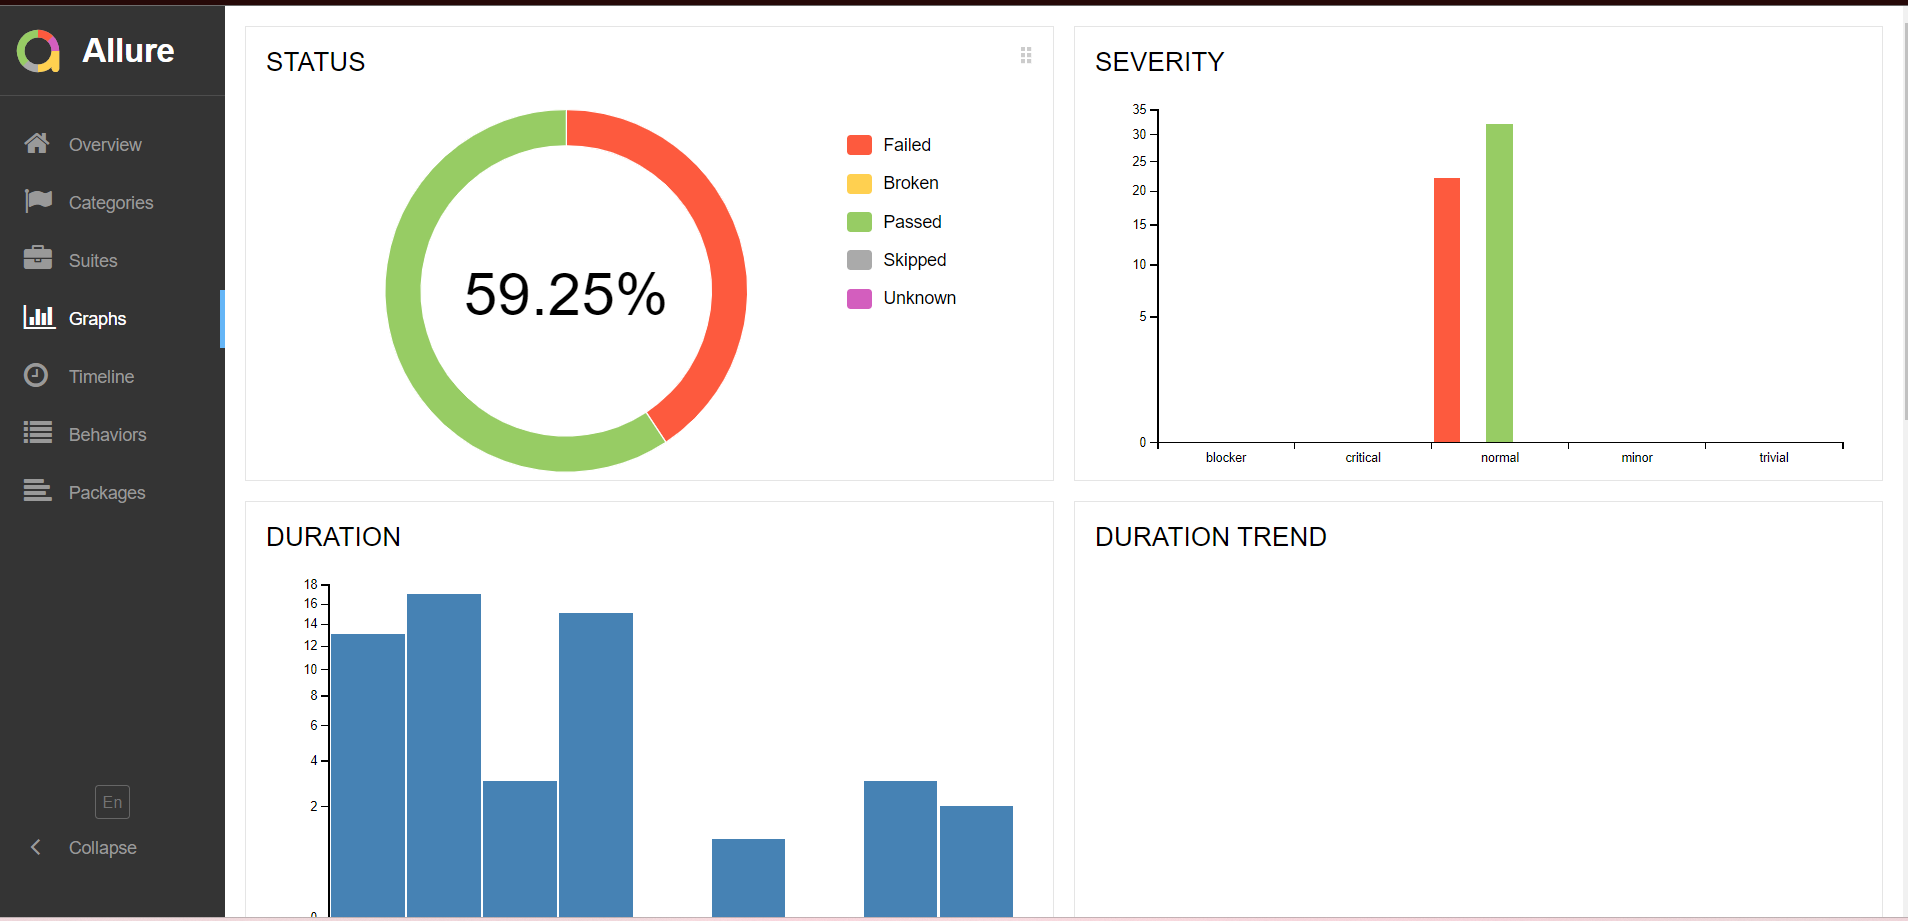 Allure
Overview
Categories
Suites
Graphs
Timeline
Behaviors
Packages
En
Collapse
STATUS
59.25%
Failed
Broken
Passed
Skipped
Unknown
SEVERITY
35
30
25
20
15
10
5
0
blocker critical normal minor trivial
DURATION
18
16
14
12
10
8
6
4
2
0
DURATION TREND